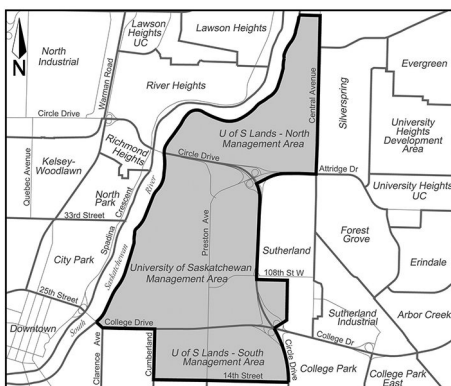 Lawson
Heights
UC
Lawson Heights
North
Industrial
N
Warman Road
River Heights
Central Avenue
Silverspring
Evergreen
University
Heights
Development
Area
U of S Lands - North
Management Area
Circle Drive
Circle Drive
Richmond
Heights
Attridge Dr
Quebec Avenue
Kelsey-
Woodlawn
University Heights
UC
North
Park
33rd Street
Spadina
Crescent
River
Preston Ave
Sutherland
Forest
Grove
City Park
Saskatchewan
South
University of Saskatchewan
Management Area
108th St W
Erindale
25th Street
Sutherland
Industrial
Arbor Creek
Downtown
College Drive
College Dr
Clarence Ave
Cumberland
U of S Lands - South
Management Area
14th Street
Circle Dr
College Park
College Park
East